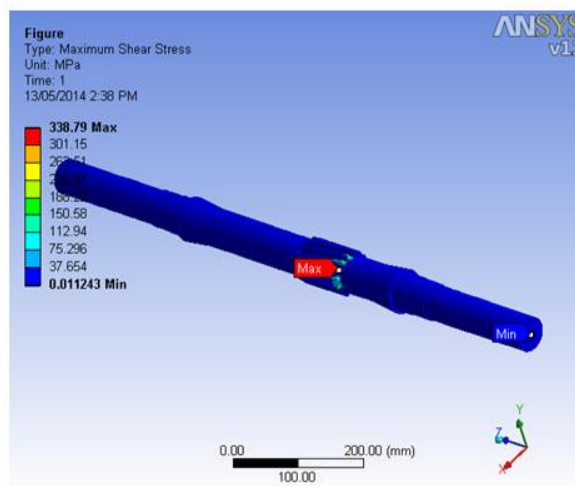 Figure
Type: Maximum Shear Stress
Unit: MPa
Time: 1
13/05/2014 2:38 PM
ANSYS
338.79 Max
301.15
150.58
112.94
75.296
37.654
0.011243 Min
Max
Min
0.00
200.00 (mm)
100.00
Y
Z
X